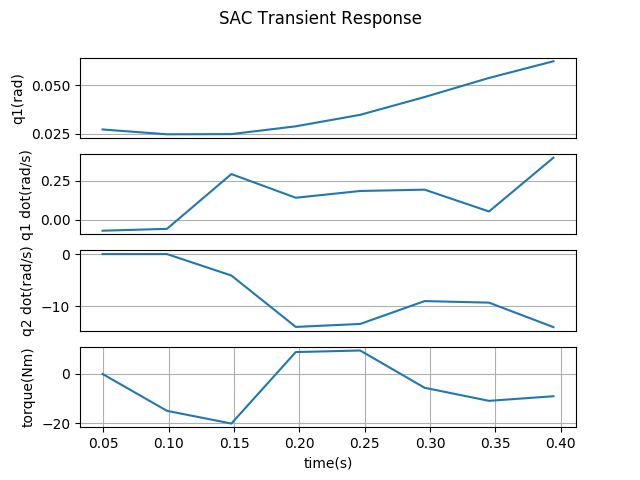 SAC Transient Response
q1(rad)
0.050
0.025
q1 dot(rad/s)
0.25
0.00
q2 dot(rad/s)
0
−10
torque(Nm)
0
−20
0.05 0.10 0.15 0.20 0.25 0.30 0.35 0.40
time(s)